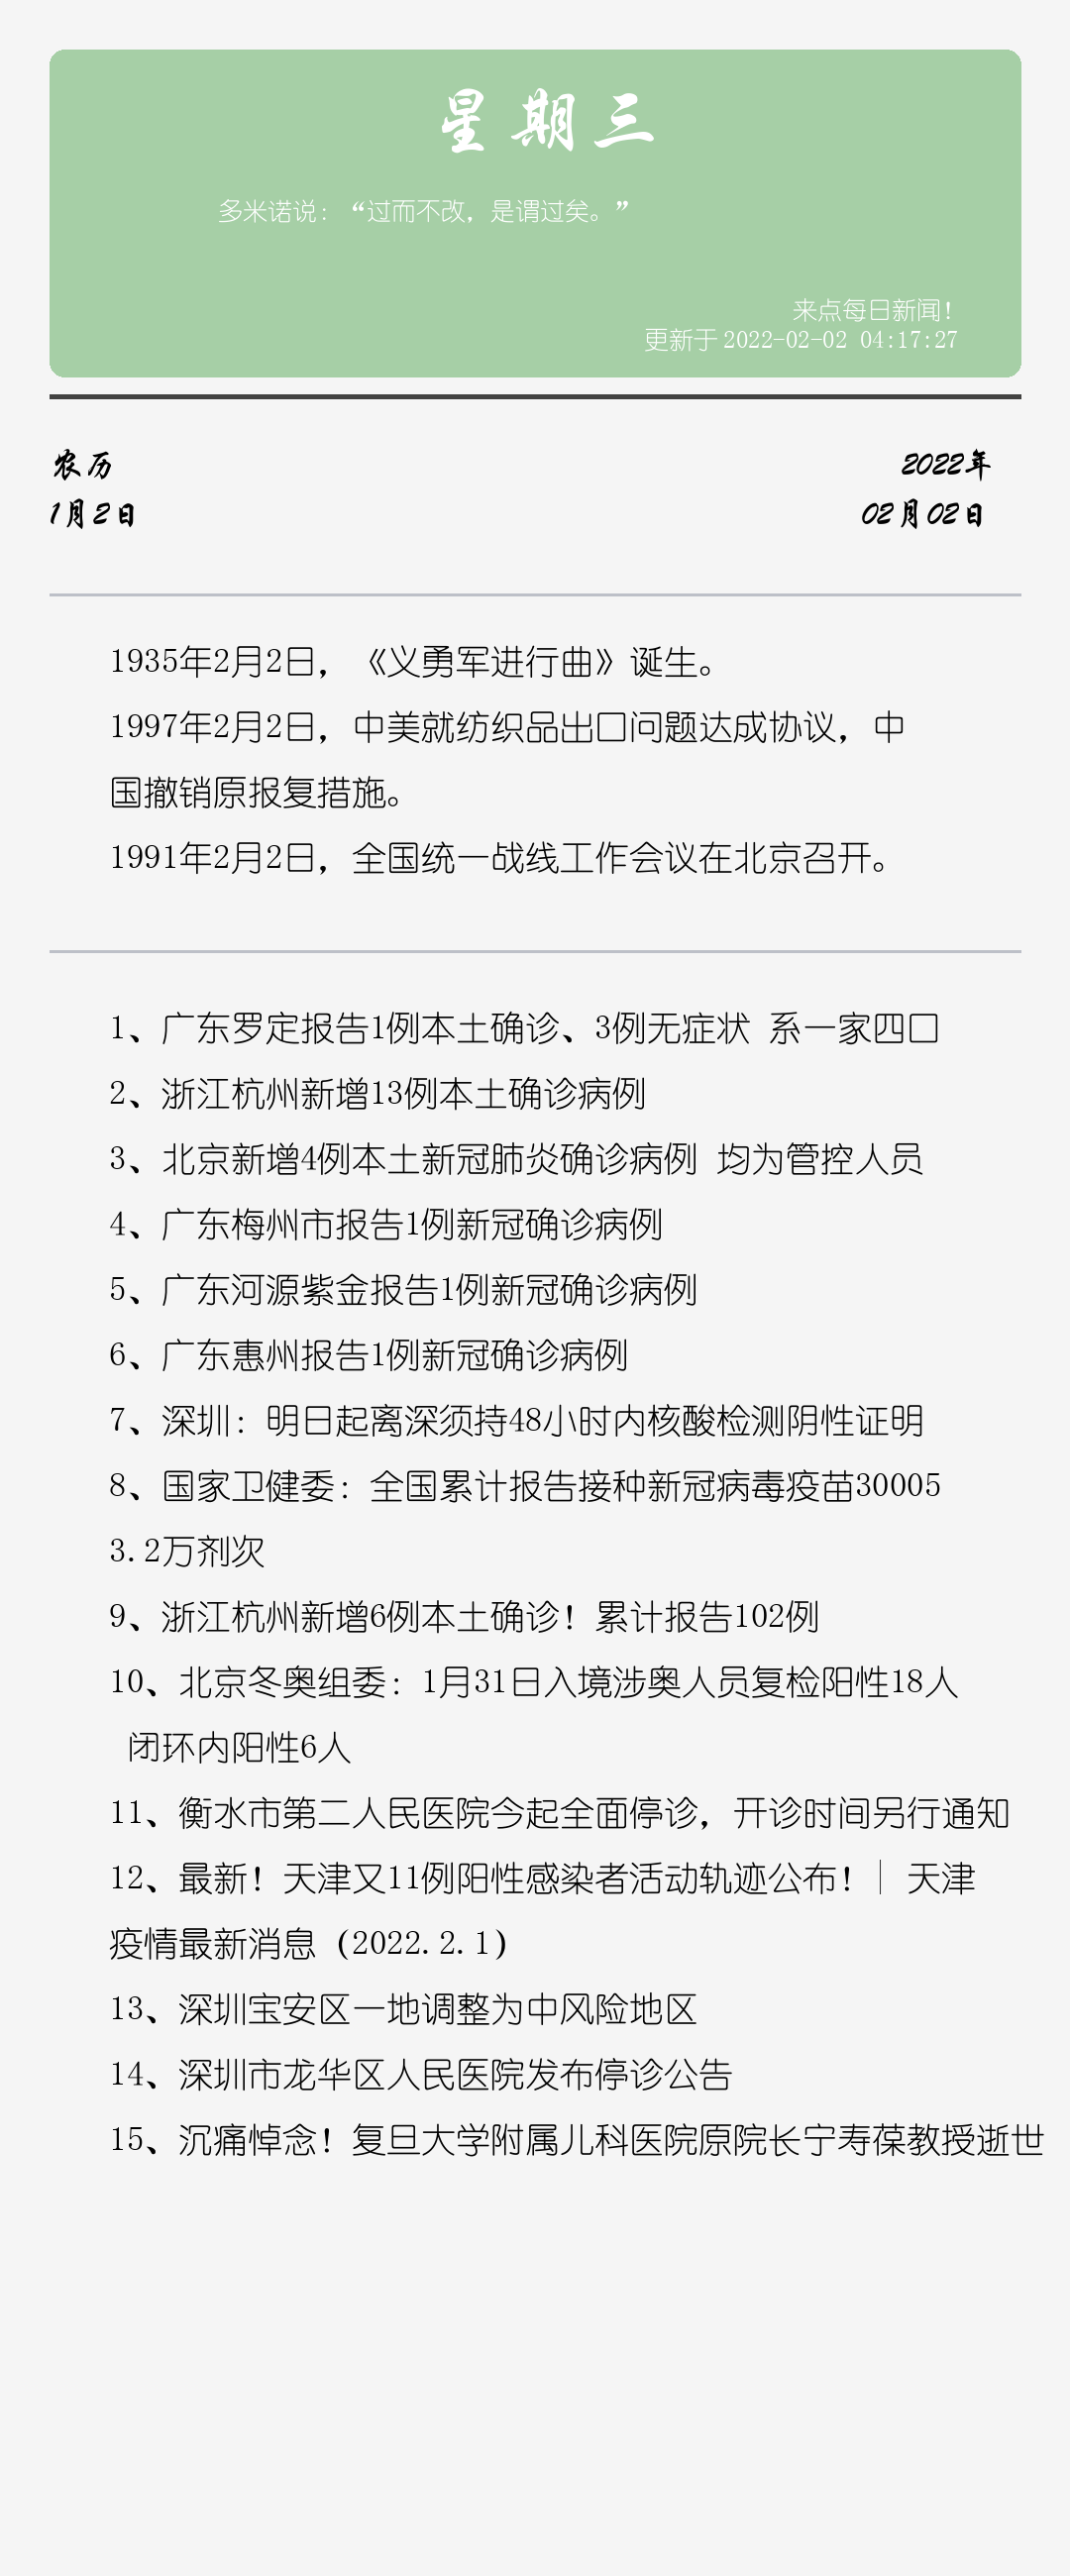 星期三
多米诺说：“过而不改，是谓过矣。”
来点每日新闻！
更新于2022-02-02 04:17:27
农历
1月2日
2022年
02月02日
1935年2月2日，《义勇军进行曲》诞生。
1997年2月2日，中美就纺织品出口问题达成协议，中
国撤销原报复措施。
1991年2月2日，全国统一战线工作会议在北京召开。
1、广东罗定报告1例本土确诊、3例无症状 系一家四口
2、浙江杭州新增13例本土确诊病例
3、北京新增4例本土新冠肺炎确诊病例 均为管控人员
4、广东梅州市报告1例新冠确诊病例
5、广东河源紫金报告1例新冠确诊病例
6、广东惠州报告1例新冠确诊病例
7、深圳：明日起离深须持48小时内核酸检测阴性证明
8、国家卫健委：全国累计报告接种新冠病毒疫苗30005
3.2万剂次
9、浙江杭州新增6例本土确诊！累计报告102例
10、北京冬奥组委：1月31日入境涉奥人员复检阳性18人
闭环内阳性6人
11、衡水市第二人民医院今起全面停诊，开诊时间另行通知
12、最新！天津又11例阳性感染者活动轨迹公布！｜ 天津
疫情最新消息（2022.2.1）
13、深圳宝安区一地调整为中风险地区
14、深圳市龙华区人民医院发布停诊公告
15、沉痛悼念！复旦大学附属儿科医院原院长宁寿葆教授逝世